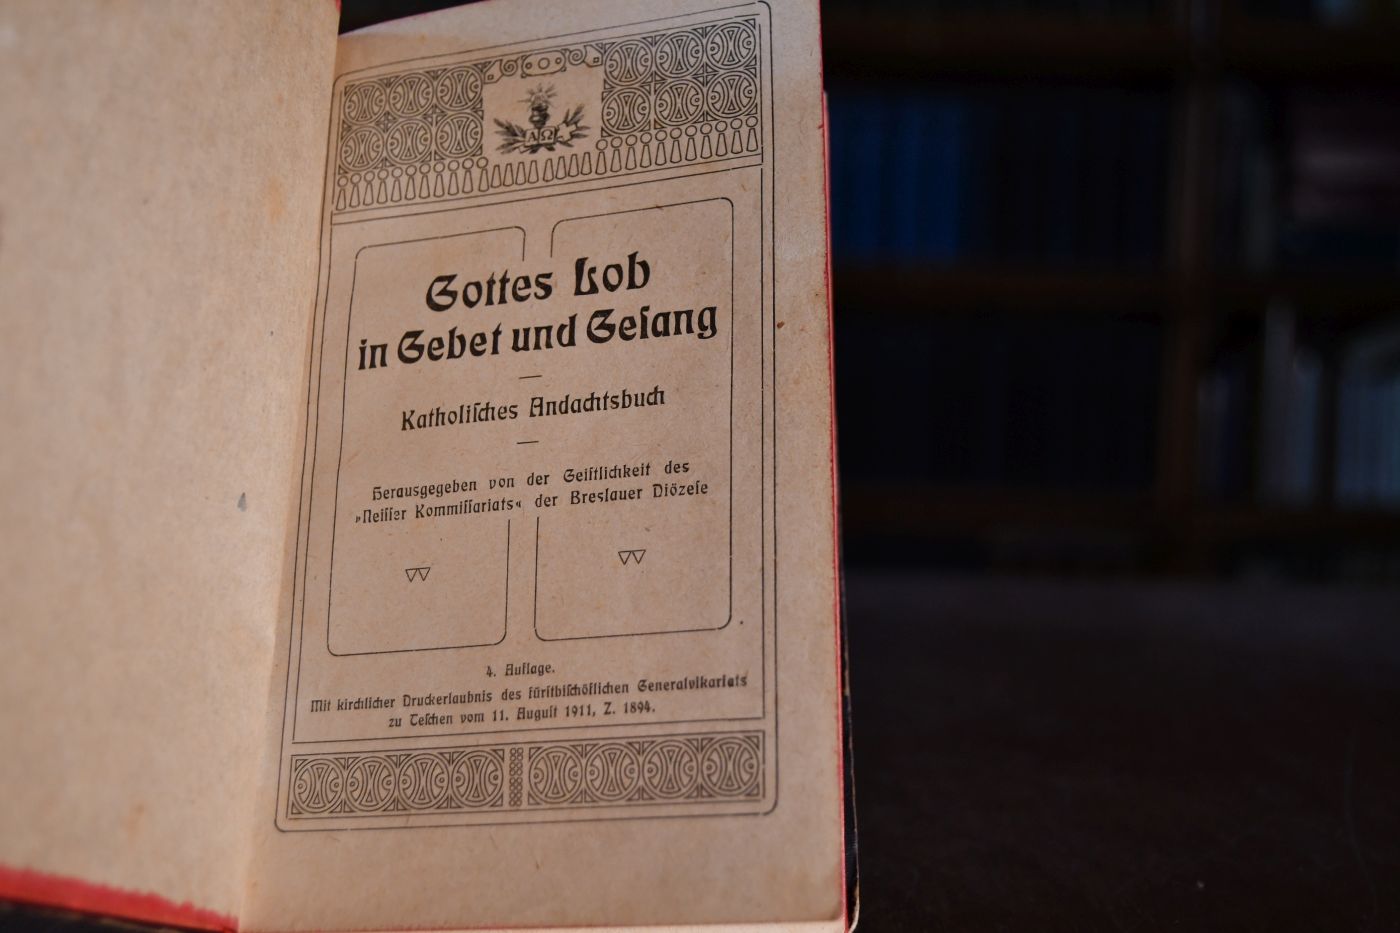 A Ω
Gottes Lob
in Gebet und Geſang
Katholiſches Andachtsbuch
Herausgegeben von der Geiſtlichkeit des
»Neiſſer Kommiſſariats« der Breslauer Diözeſe
4. Auflage.
Mit kirchlicher Druckerlaubnis des fürſtbiſchöflichen Generalvikariats
zu Teſchen vom 11. Auguſt 1911, Z. 1894.